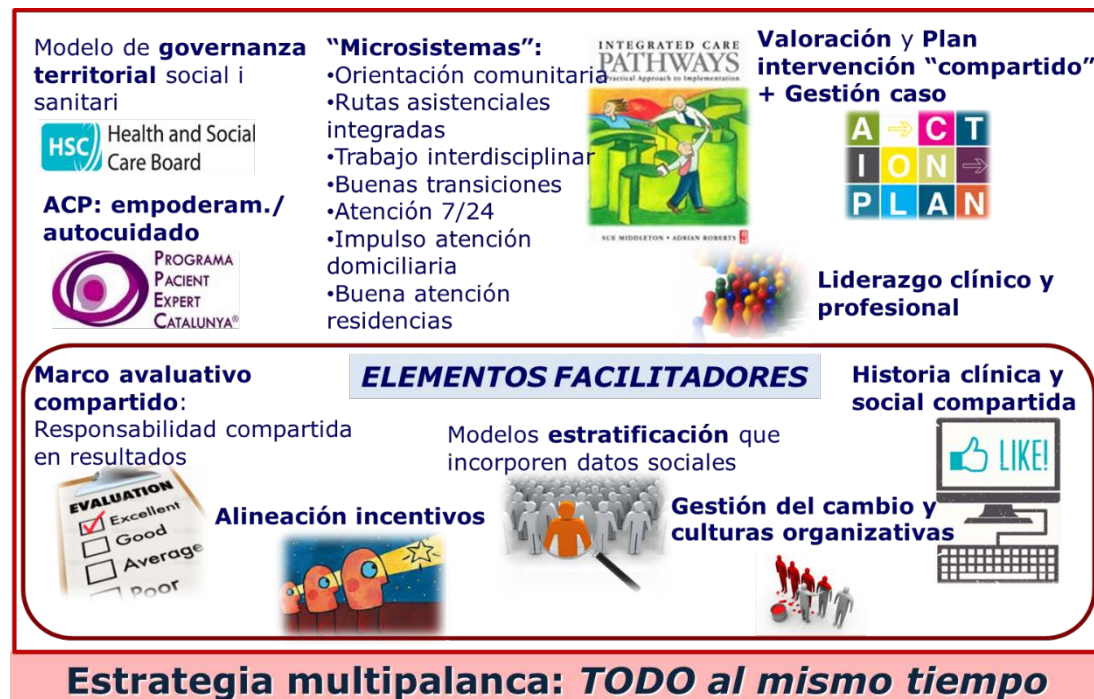 Modelo de governanza
territorial social i
sanitari
HSC Health and Social
Care Board
ACP: empoderam./
autocuidado
PROGRAMA
PACIENT
EXPERT
CATALUNYA®
“Microsistemas”:
•Orientación comunitaria
•Rutas asistenciales
integradas
•Trabajo interdisciplinar
•Buenas transiciones
•Atención 7/24
•Impulso atención
domiciliaria
•Buena atención
residencias
INTEGRATED CARE
PATHWAYS
Practical Approach to Implementation
SUE MIDDLETON • ADRIAN ROBERTS
Valoración y Plan
intervención “compartido”
+ Gestión caso
A → C T
I O N →
P L A N
Liderazgo clínico y
profesional
ELEMENTOS FACILITADORES
Marco avaluativo
compartido:
Responsabilidad compartida
en resultados
EVALUATION
Excellent
Good
Average
Poor
Alineación incentivos
Modelos estratificación que
incorporen datos sociales
Gestión del cambio y
culturas organizativas
Historia clínica y
social compartida
LIKE!
Estrategia multipalanca: TODO al mismo tiempo